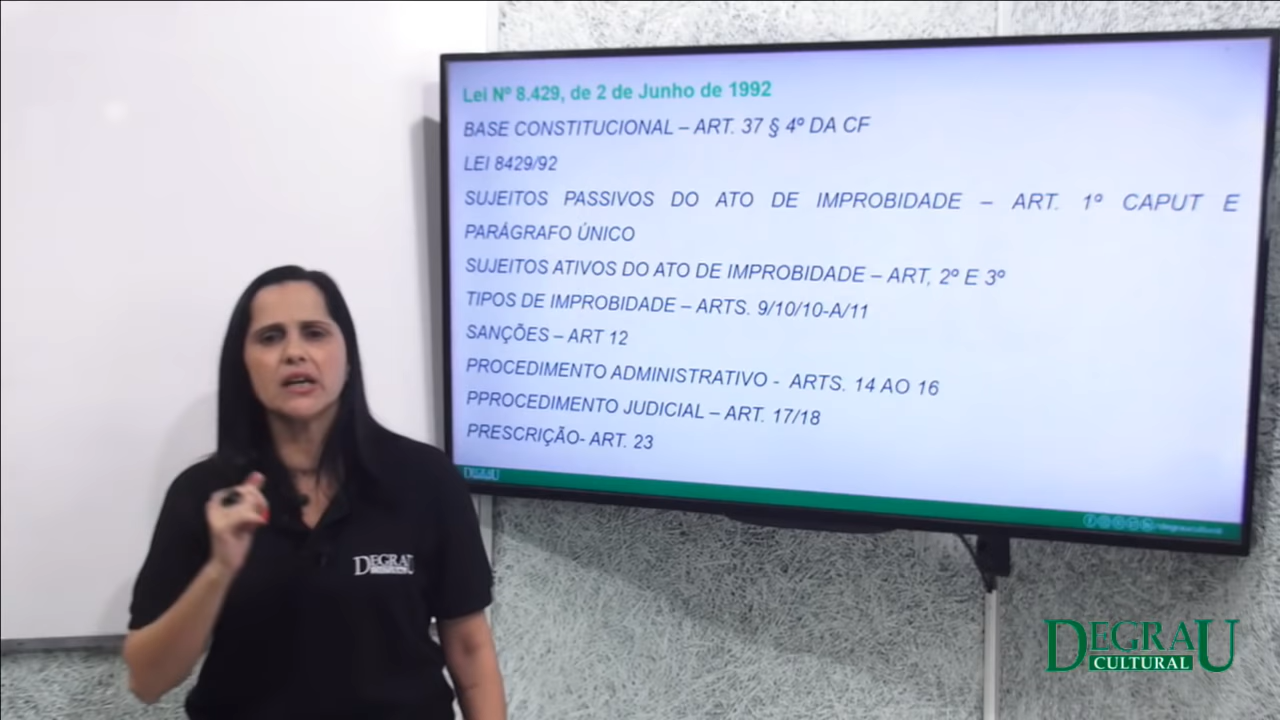 Lei Nº 8.429, de 2 de Junho de 1992
BASE CONSTITUCIONAL – ART. 37 § 4º DA CF
LEI 8429/92
SUJEITOS PASSIVOS DO ATO DE IMPROBIDADE – ART. 1º CAPUT E
PARÁGRAFO ÚNICO
SUJEITOS ATIVOS DO ATO DE IMPROBIDADE – ART, 2º E 3º
TIPOS DE IMPROBIDADE – ARTS. 9/10/10-A/11
SANÇÕES – ART 12
PROCEDIMENTO ADMINISTRATIVO - ARTS. 14 AO 16
PPROCEDIMENTO JUDICIAL – ART. 17/18
PRESCRIÇÃO- ART. 23
DEGRAU
DEGRAU
DEGRAU
CULTURAL